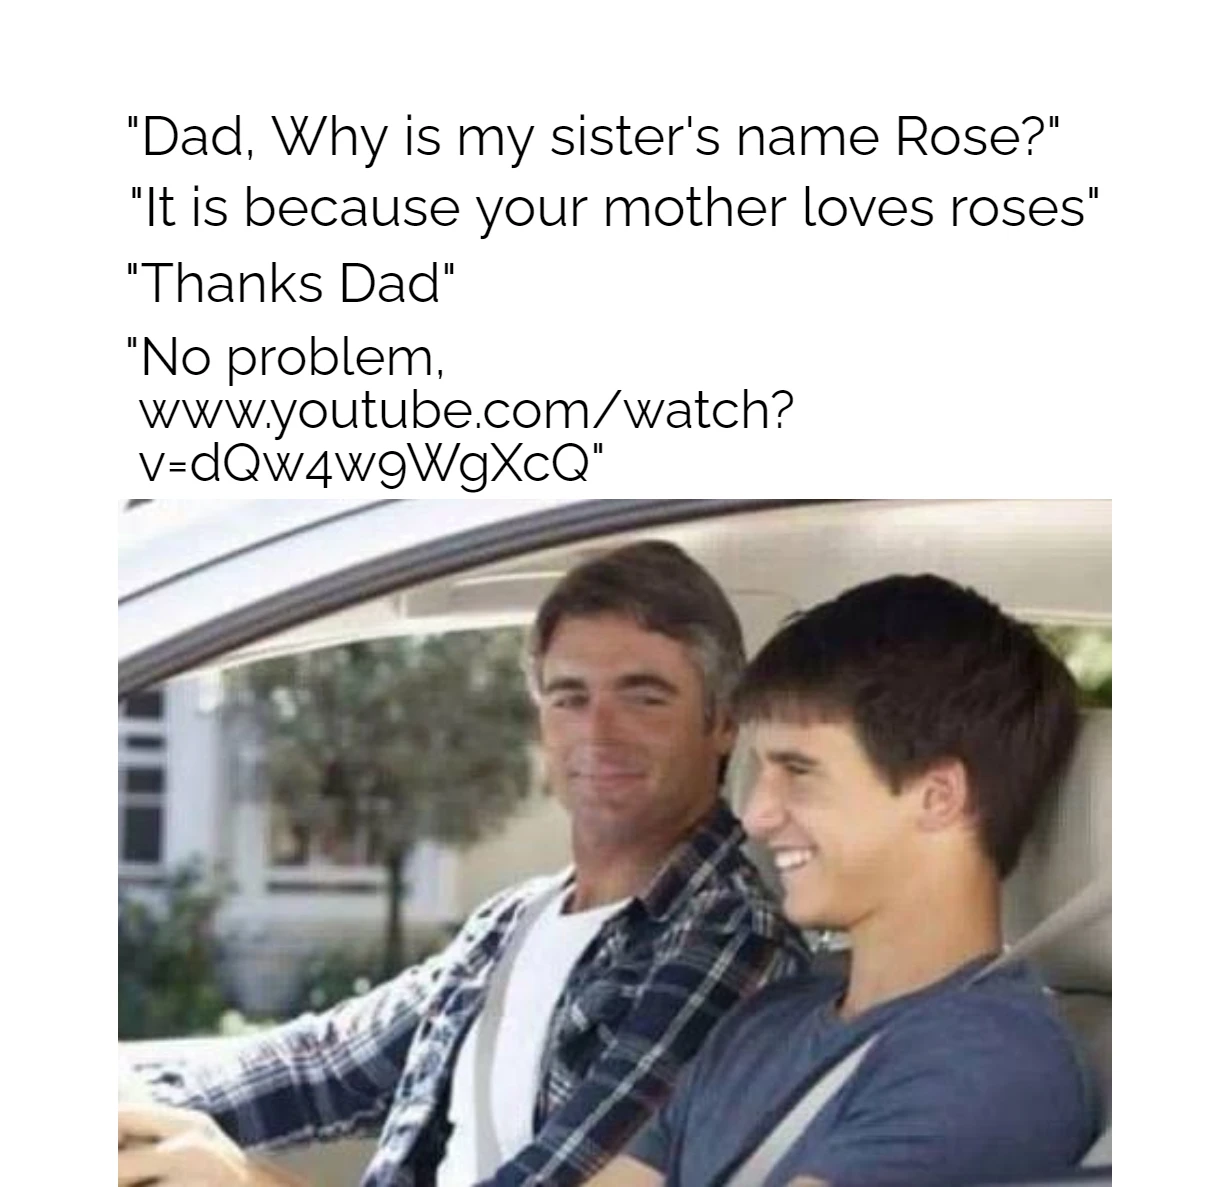 "Dad, Why is my sister's name Rose?"
"It is because your mother loves roses"
"Thanks Dad"
"No problem,
www.youtube.com/watch?
v=dQw4w9WgXcQ"